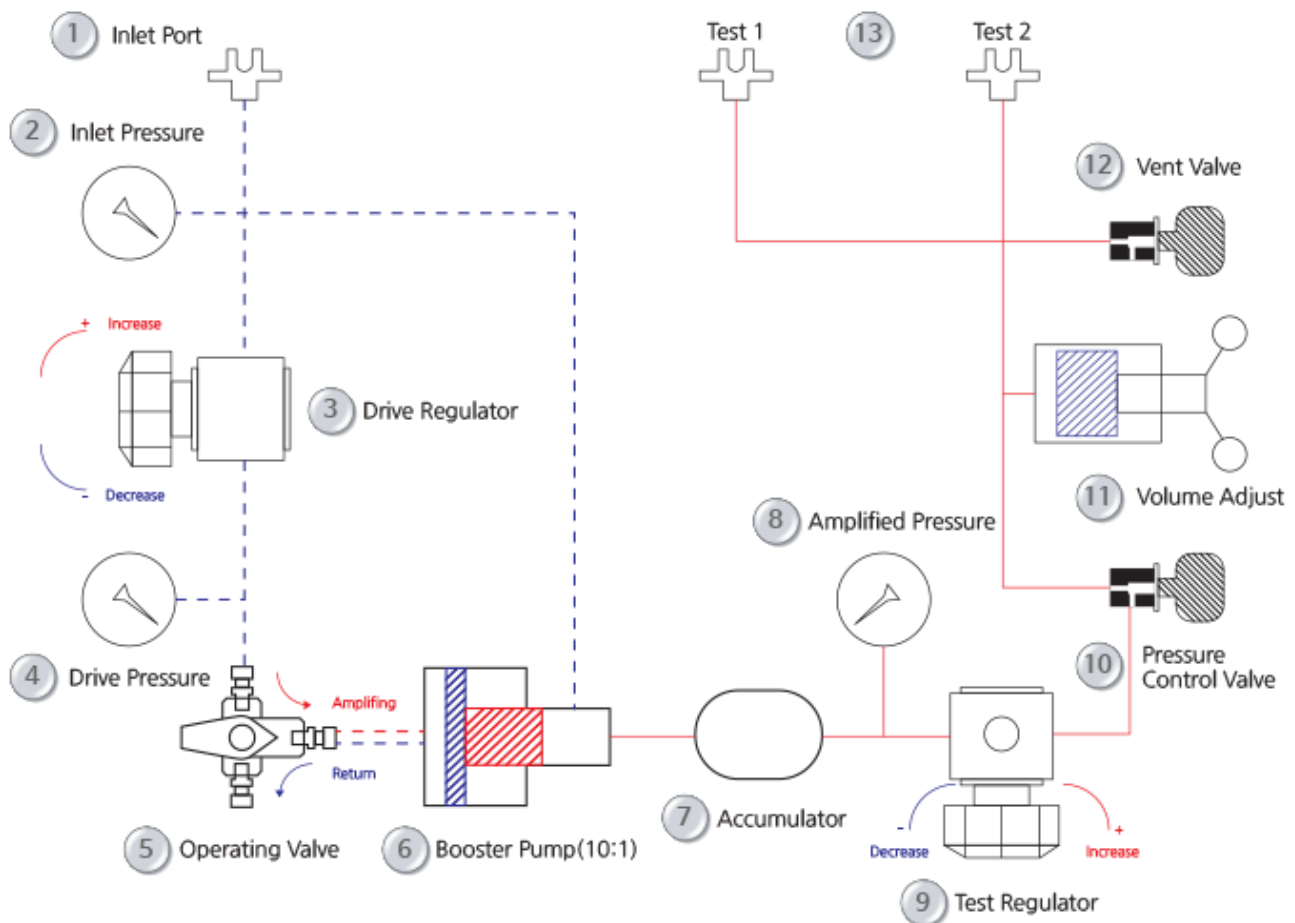 1 Inlet Port
Test 1
13
Test 2
2 Inlet Pressure
12 Vent Valve
+ Increase
3 Drive Regulator
- Decrease
11 Volume Adjust
8 Amplified Pressure
4 Drive Pressure
10 Pressure
Control Valve
Amplifing
Return
5 Operating Valve
6 Booster Pump(10:1)
7 Accumulator
- Decrease
+ Increase
9 Test Regulator